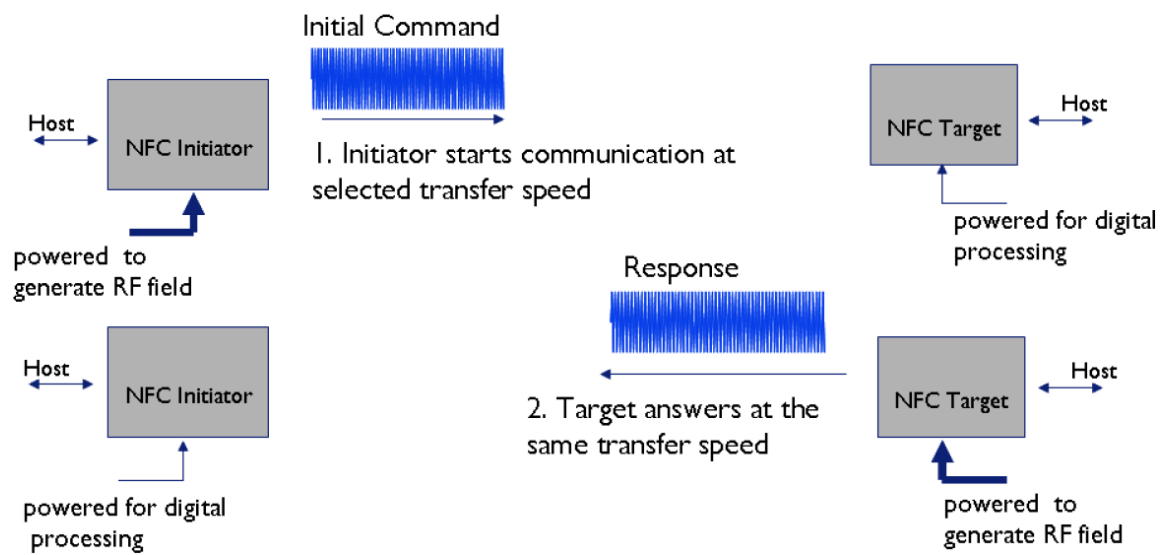 Initial Command
Host
NFC Initiator
1. Initiator starts communication at
selected transfer speed
powered to
generate RF field
Host
NFC Target
powered for digital
processing
Response
Host
NFC Initiator
2. Target answers at the
same transfer speed
powered for digital
processing
Host
NFC Target
powered to
generate RF field